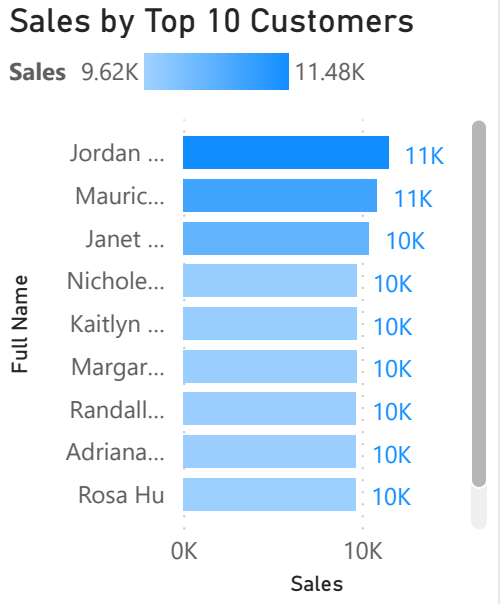 Sales by Top 10 Customers
Sales 9.62K 11.48K
Jordan ... 11K
Mauric... 11K
Janet ... 10K
Nichole... 10K
Kaitlyn ... 10K
Margar... 10K
Randall... 10K
Adriana... 10K
Rosa Hu 10K
Full Name
0K 10K
Sales